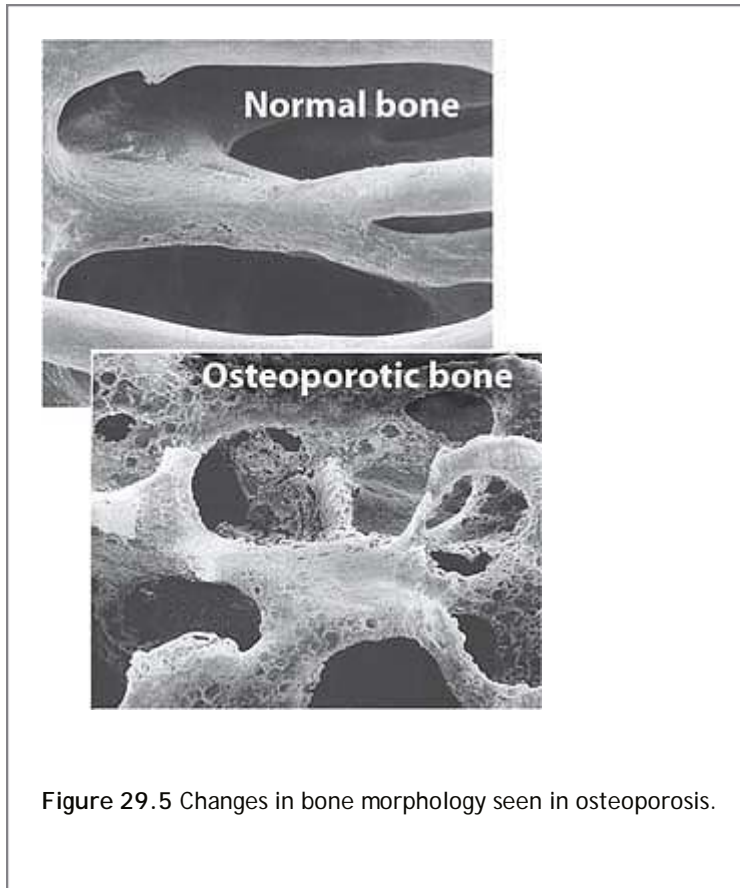 Normal bone
Osteoporotic bone
Figure 29.5 Changes in bone morphology seen in osteoporosis.